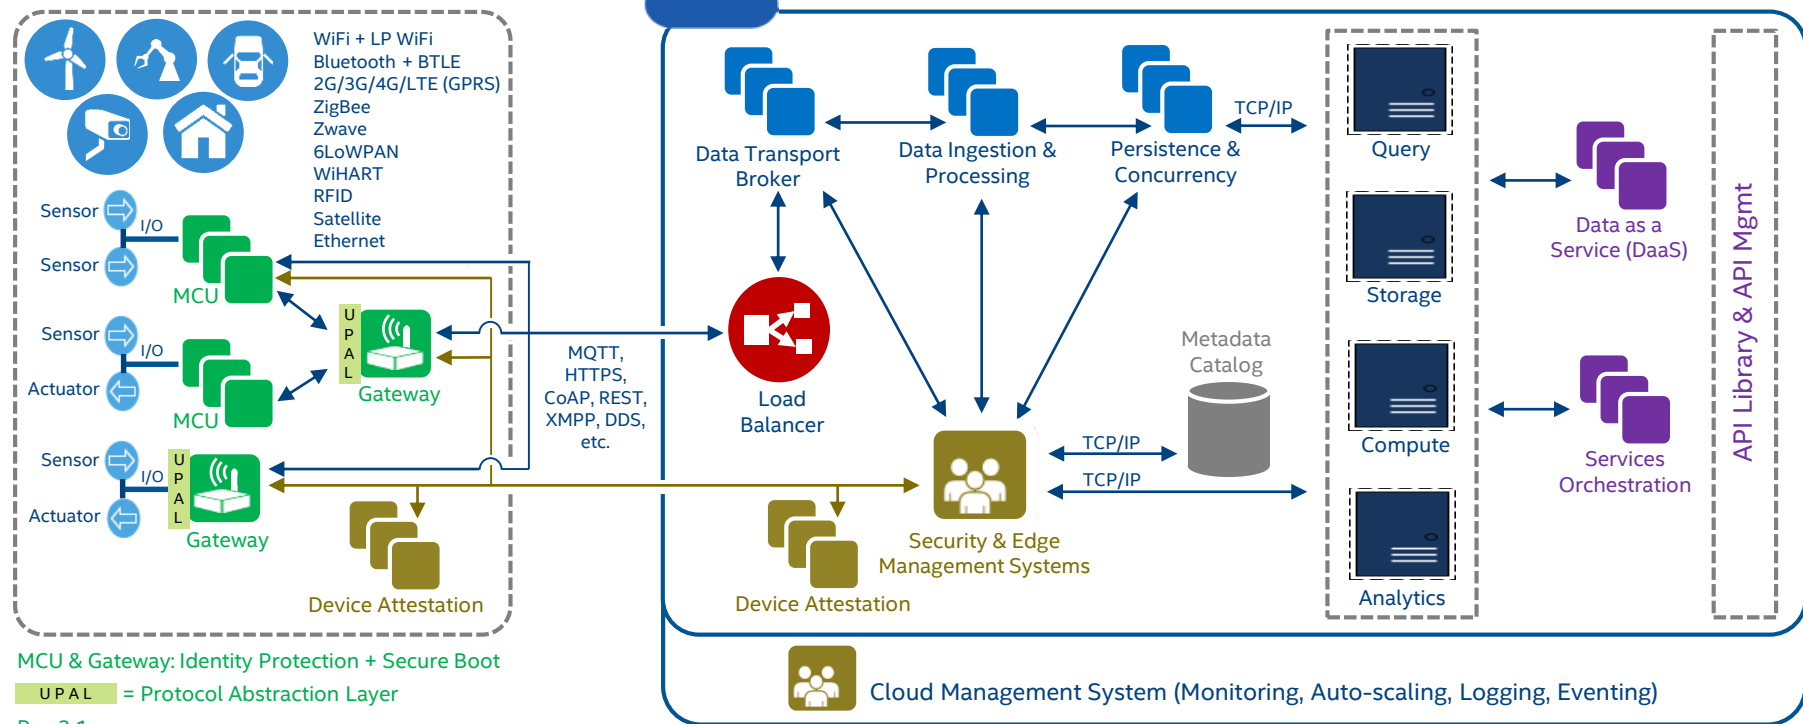 WiFi + LP WiFi
Bluetooth + BTLE
2G/3G/4G/LTE (GPRS)
ZigBee
Zwave
6LoWPAN
WiHART
RFID
Satellite
Ethernet
Sensor
I/O
Sensor
MCU
Sensor
I/O
Actuator
MCU
UPAL
Gateway
Sensor
I/O
Actuator
UPAL
Gateway
Device Attestation
MQTT,
HTTPS,
CoAP, REST,
XMPP, DDS,
etc.
Data Transport
Broker
Data Ingestion &
Processing
Persistence &
Concurrency
TCP/IP
Load
Balancer
Metadata
Catalog
TCP/IP
TCP/IP
Security & Edge
Management Systems
Device Attestation
Query
Storage
Compute
Analytics
Data as a
Service (DaaS)
Services
Orchestration
API Library & API Mgmt
MCU & Gateway: Identity Protection + Secure Boot
UPAL = Protocol Abstraction Layer
Cloud Management System (Monitoring, Auto-scaling, Logging, Eventing)